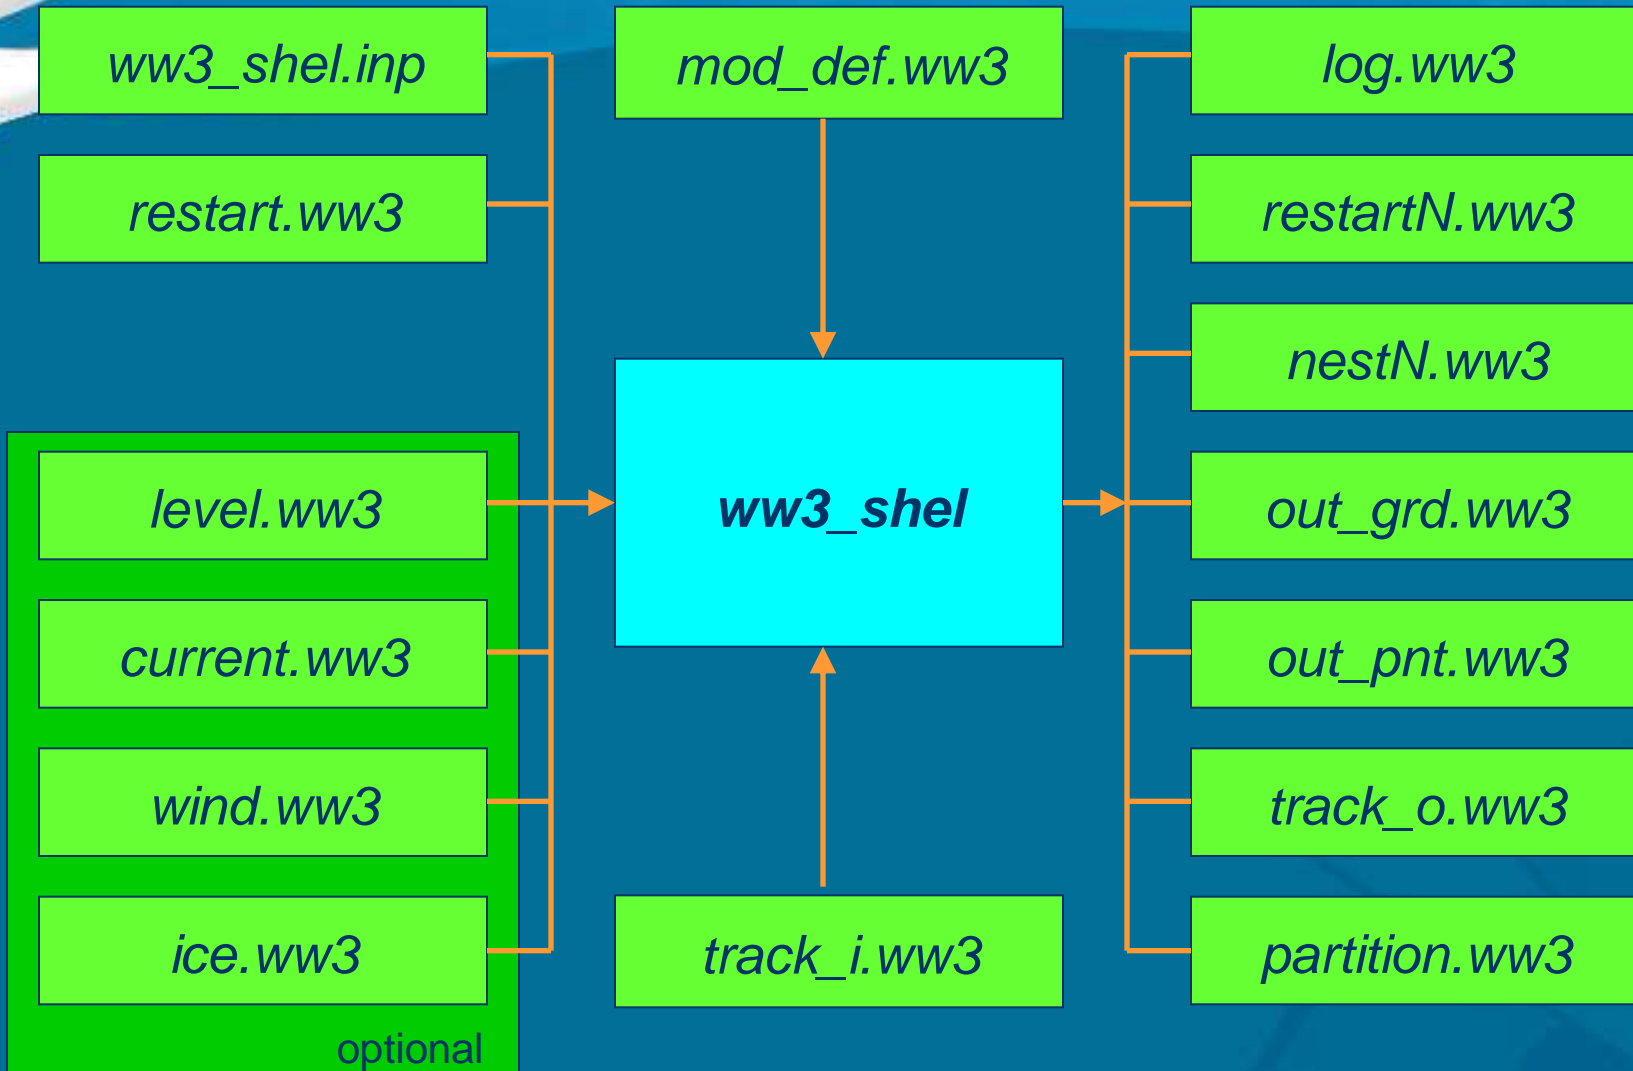 ww3_shel.inp
mod_def.ww3
log.ww3
restart.ww3
restartN.ww3
nestN.ww3
level.ww3
ww3_shel
out_grd.ww3
current.ww3
out_pnt.ww3
wind.ww3
track_o.ww3
ice.ww3
track_i.ww3
partition.ww3
optional